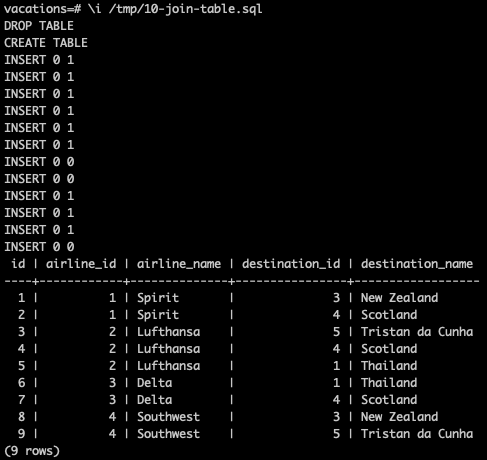 vacations=# \i /tmp/10-join-table.sql
DROP TABLE
CREATE TABLE
INSERT 0 1
INSERT 0 1
INSERT 0 1
INSERT 0 1
INSERT 0 1
INSERT 0 1
INSERT 0 0
INSERT 0 0
INSERT 0 1
INSERT 0 1
INSERT 0 1
INSERT 0 0
 id | airline_id | airline_name | destination_id | destination_name
----+------------+--------------+----------------+------------------
  1 |          1 | Spirit       |              3 | New Zealand
  2 |          1 | Spirit       |              4 | Scotland
  3 |          2 | Lufthansa    |              5 | Tristan da Cunha
  4 |          2 | Lufthansa    |              4 | Scotland
  5 |          2 | Lufthansa    |              1 | Thailand
  6 |          3 | Delta        |              1 | Thailand
  7 |          3 | Delta        |              4 | Scotland
  8 |          4 | Southwest    |              3 | New Zealand
  9 |          4 | Southwest    |              5 | Tristan da Cunha
(9 rows)